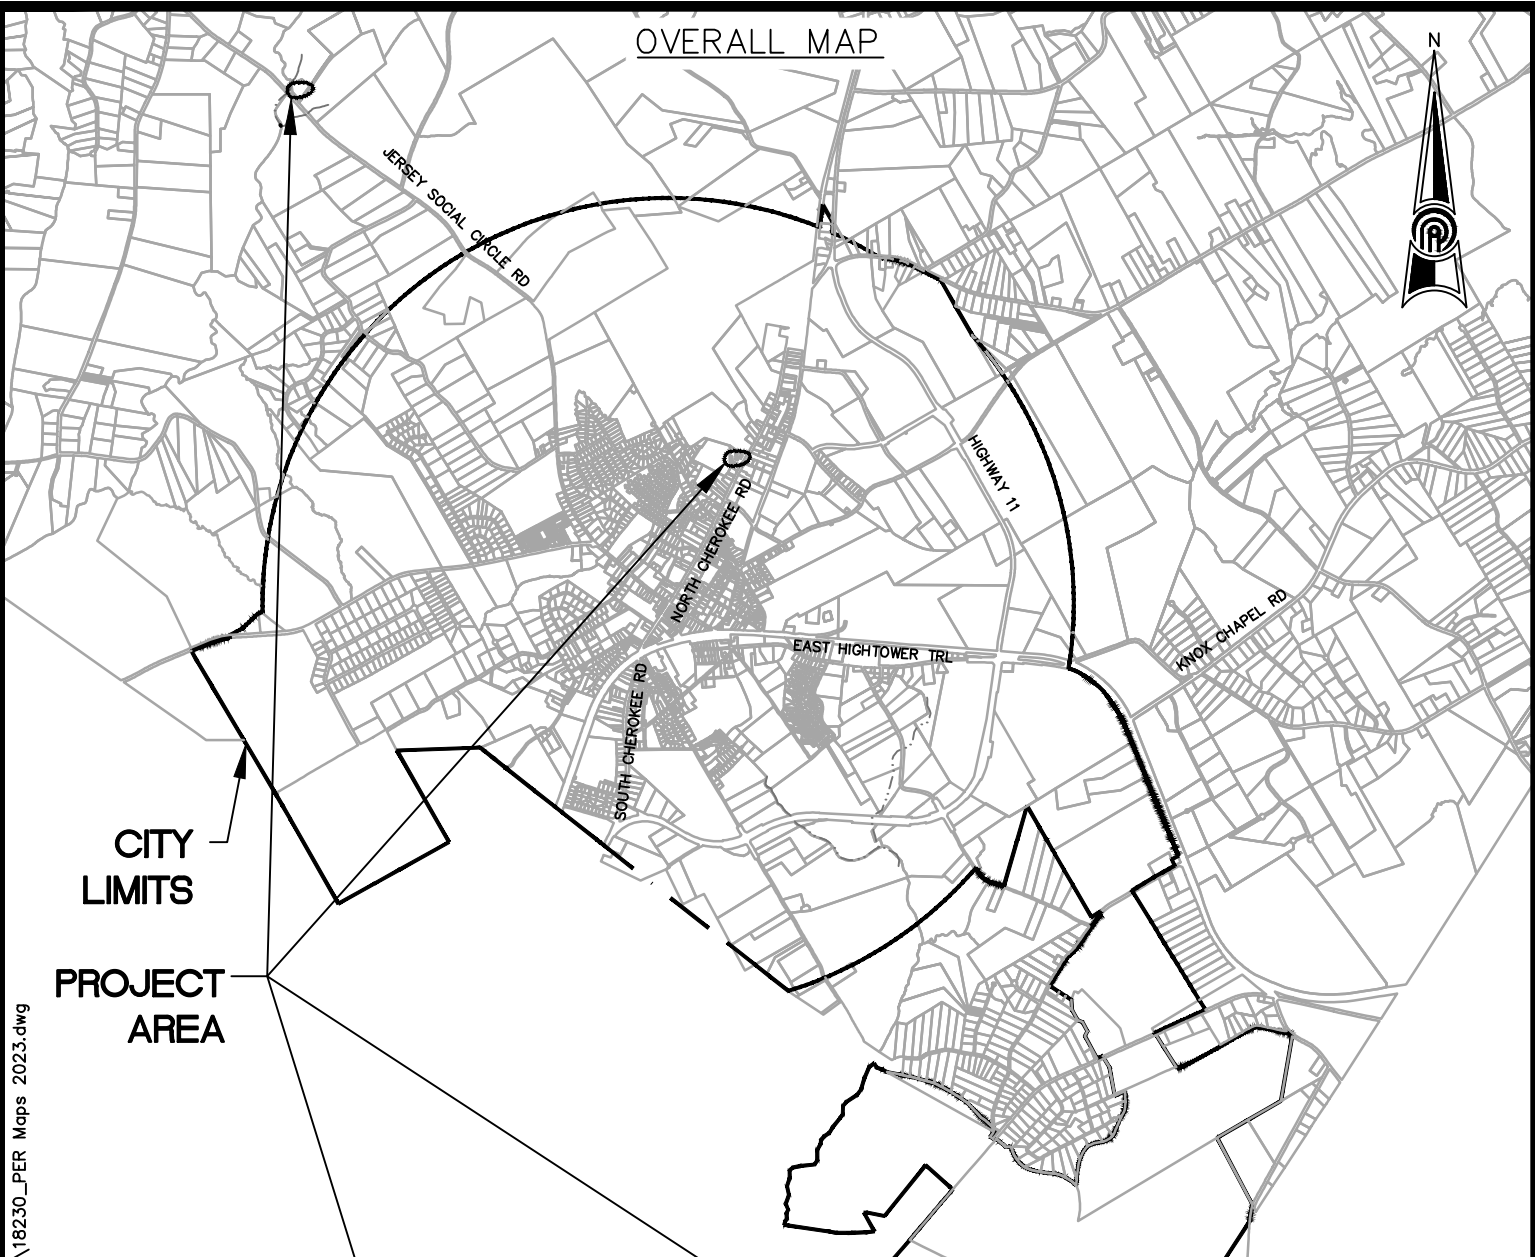 OVERALL MAP
N
JERSEY SOCIAL CIRCLE RD
HIGHWAY 11
NORTH CHEROKEE RD
KNOX CHAPEL RD
EAST HIGHTOWER TRL
SOUTH CHEROKEE RD
CITY
LIMITS
PROJECT
AREA
\18230_PER Maps 2023.dwg